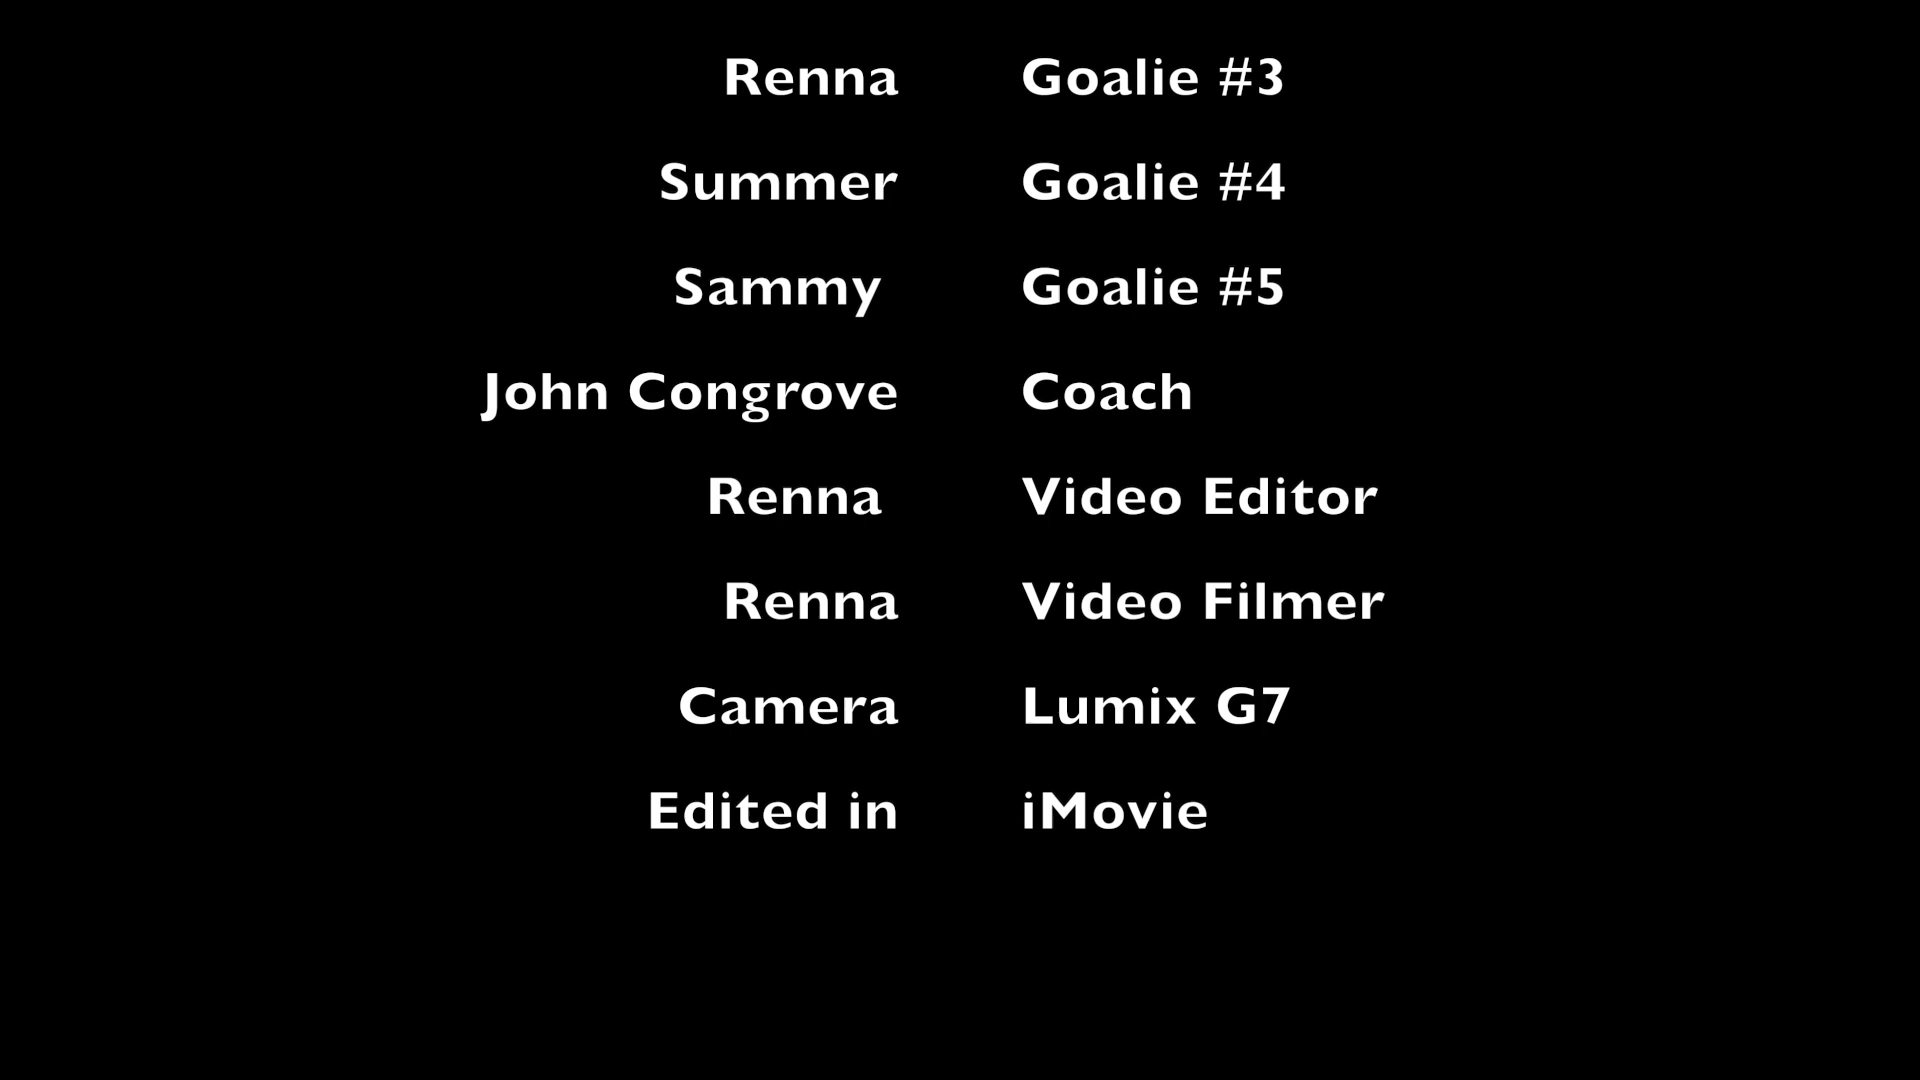 Renna Goalie #3
Summer Goalie #4
Sammy Goalie #5
John Congrove Coach
Renna Video Editor
Renna Video Filmer
Camera Lumix G7
Edited in iMovie